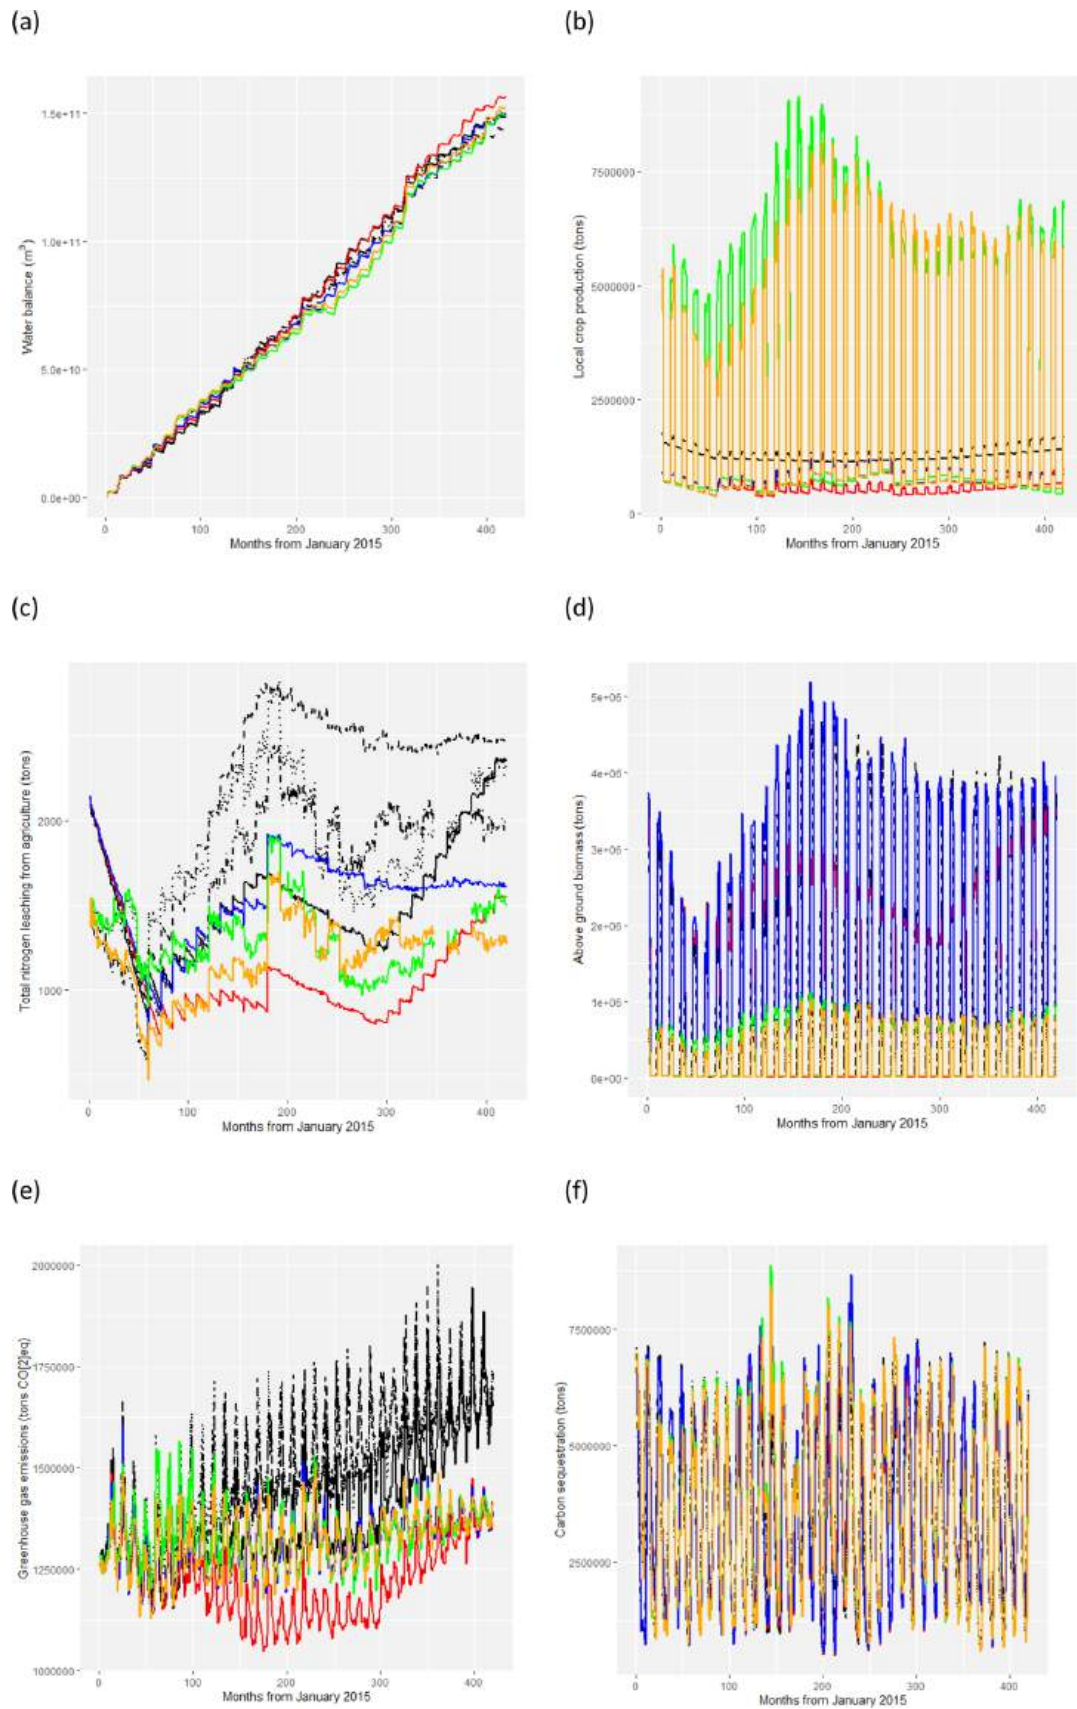 (a)
(b)
1.5e+11
1.0e+11
5.0e+10
0.0e+00
Water balance (m³)
0 100 200 300 400
Months from January 2015
7500000
5000000
2500000
0
Local crop production (tons)
0 100 200 300 400
Months from January 2015
(c)
(d)
2000
1000
Total nitrogen leaching from agriculture (tons)
0 100 200 300 400
Months from January 2015
5e+06
4e+06
3e+06
2e+06
1e+06
0e+00
Above ground biomass (tons)
0 100 200 300 400
Months from January 2015
(e)
(f)
2000000
1750000
1500000
1250000
1000000
Greenhouse gas emissions (tons CO[2]eq)
0 100 200 300 400
Months from January 2015
7500000
5000000
2500000
Carbon sequestration (tons)
0 100 200 300 400
Months from January 2015